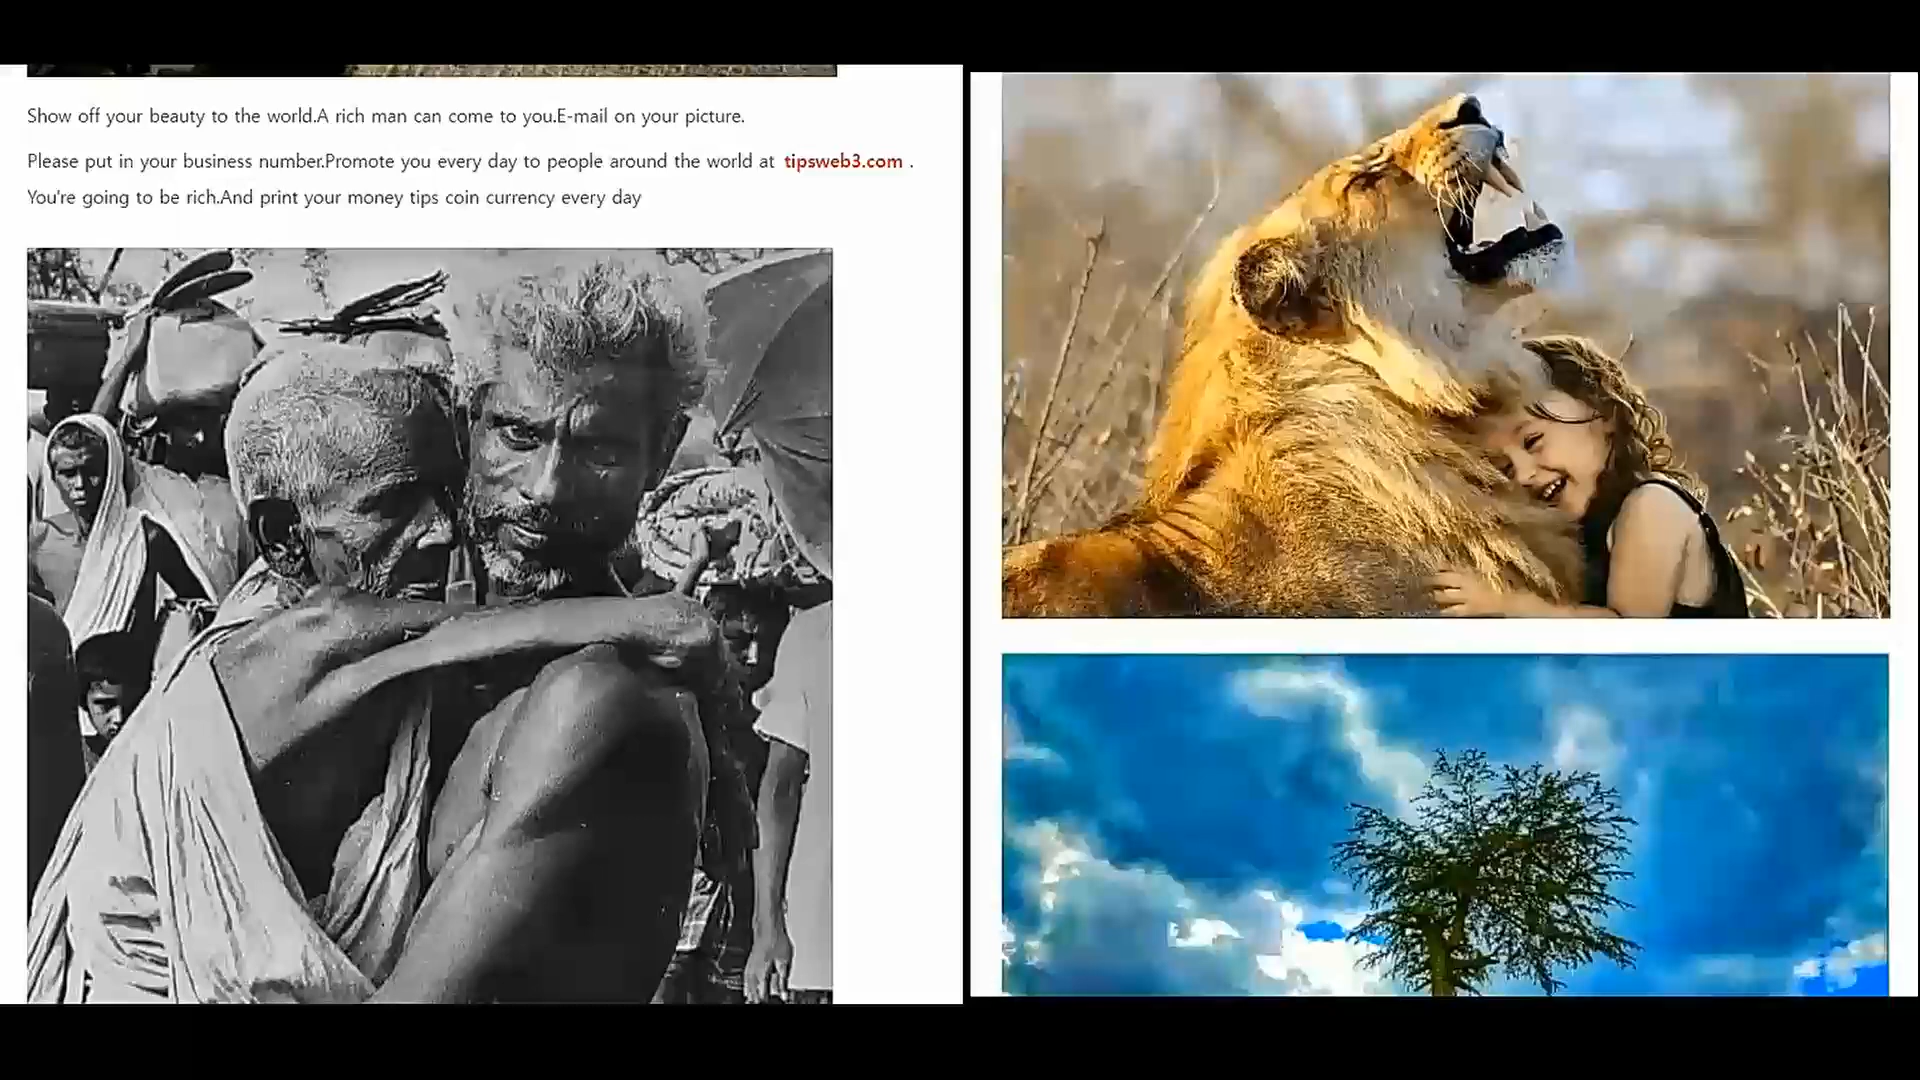 Show off your beauty to the world.A rich man can come to you.E-mail on your picture.
Please put in your business number.Promote you every day to people around the world at tipsweb3.com .
You're going to be rich.And print your money tips coin currency every day